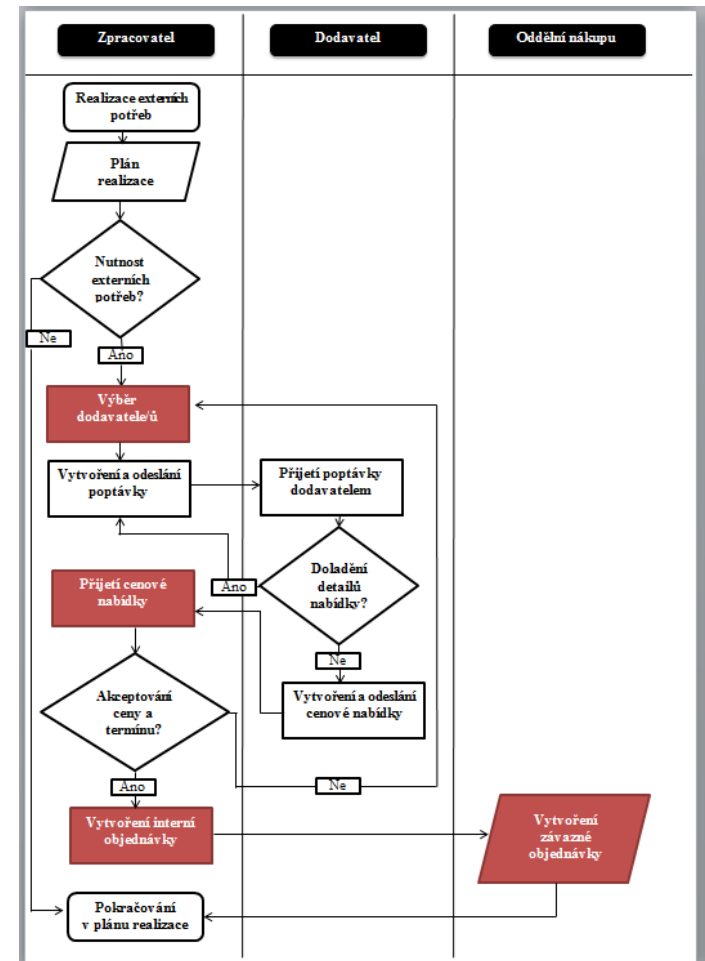 Zpracovatel
Dodavatel
Oddělní nákupu
Realizace externích
potřeb
Plán
realizace
Nutnost
externích
potřeb?
Ne
Ano
Výběr
dodavatele/ů
Vytvoření a odeslání
poptávky
Přijetí poptávky
dodavatelem
Doladění
detailů
nabídky?
Ano
Přijetí cenové
nabídky
Ne
Vytvoření a odeslání
cenové nabídky
Akceptování
ceny a
termínu?
Ano
Ne
Vytvoření interní
objednávky
Vytvoření
závazné
objednávky
Pokračování
v plánu realizace